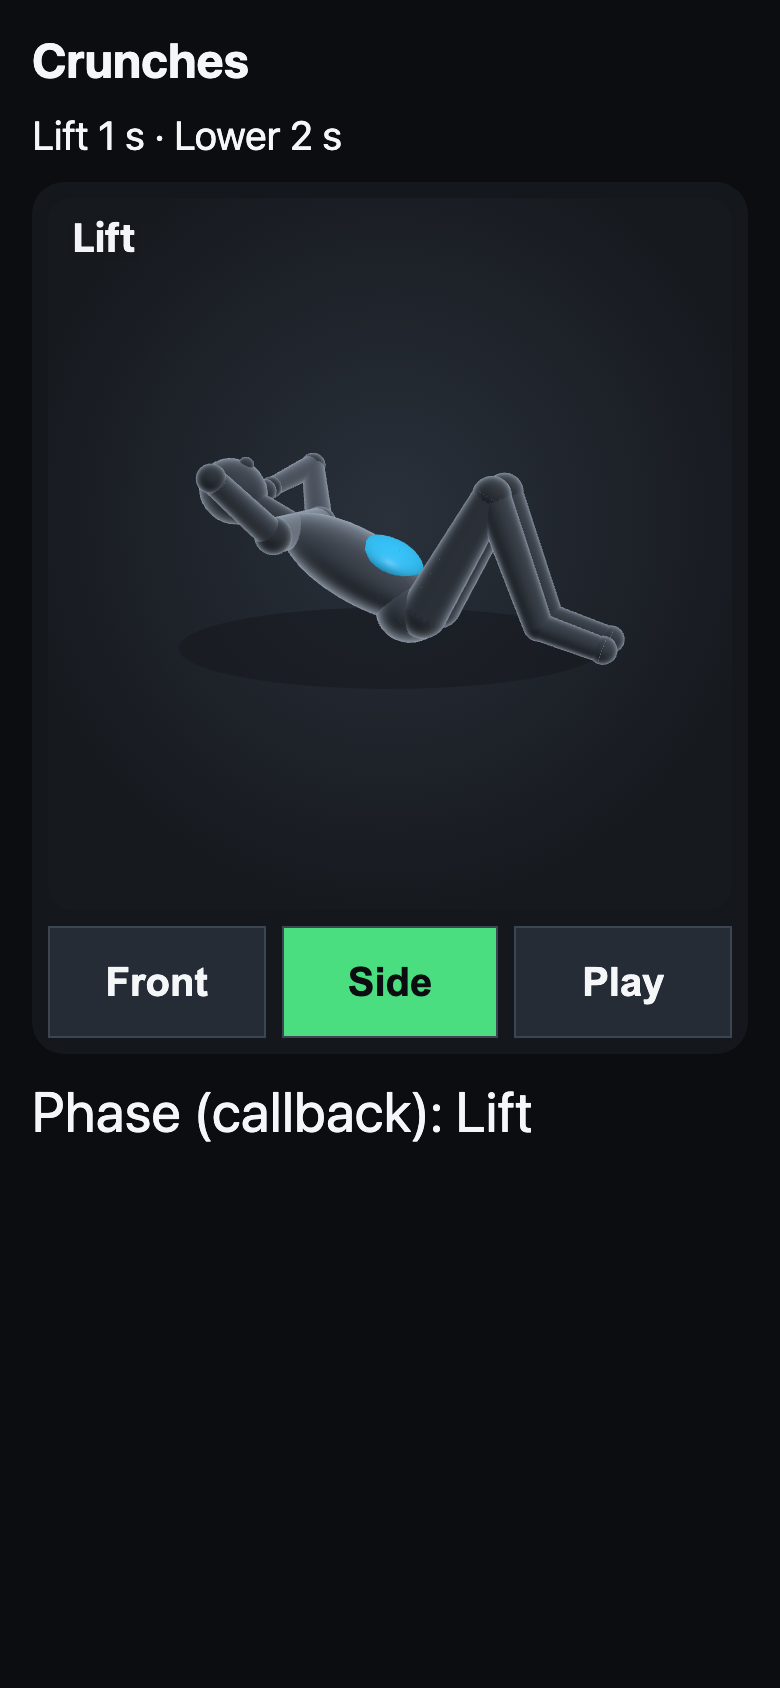 Crunches
Lift 1 s · Lower 2 s
Lift
Front
Side
Play
Phase (callback): Lift